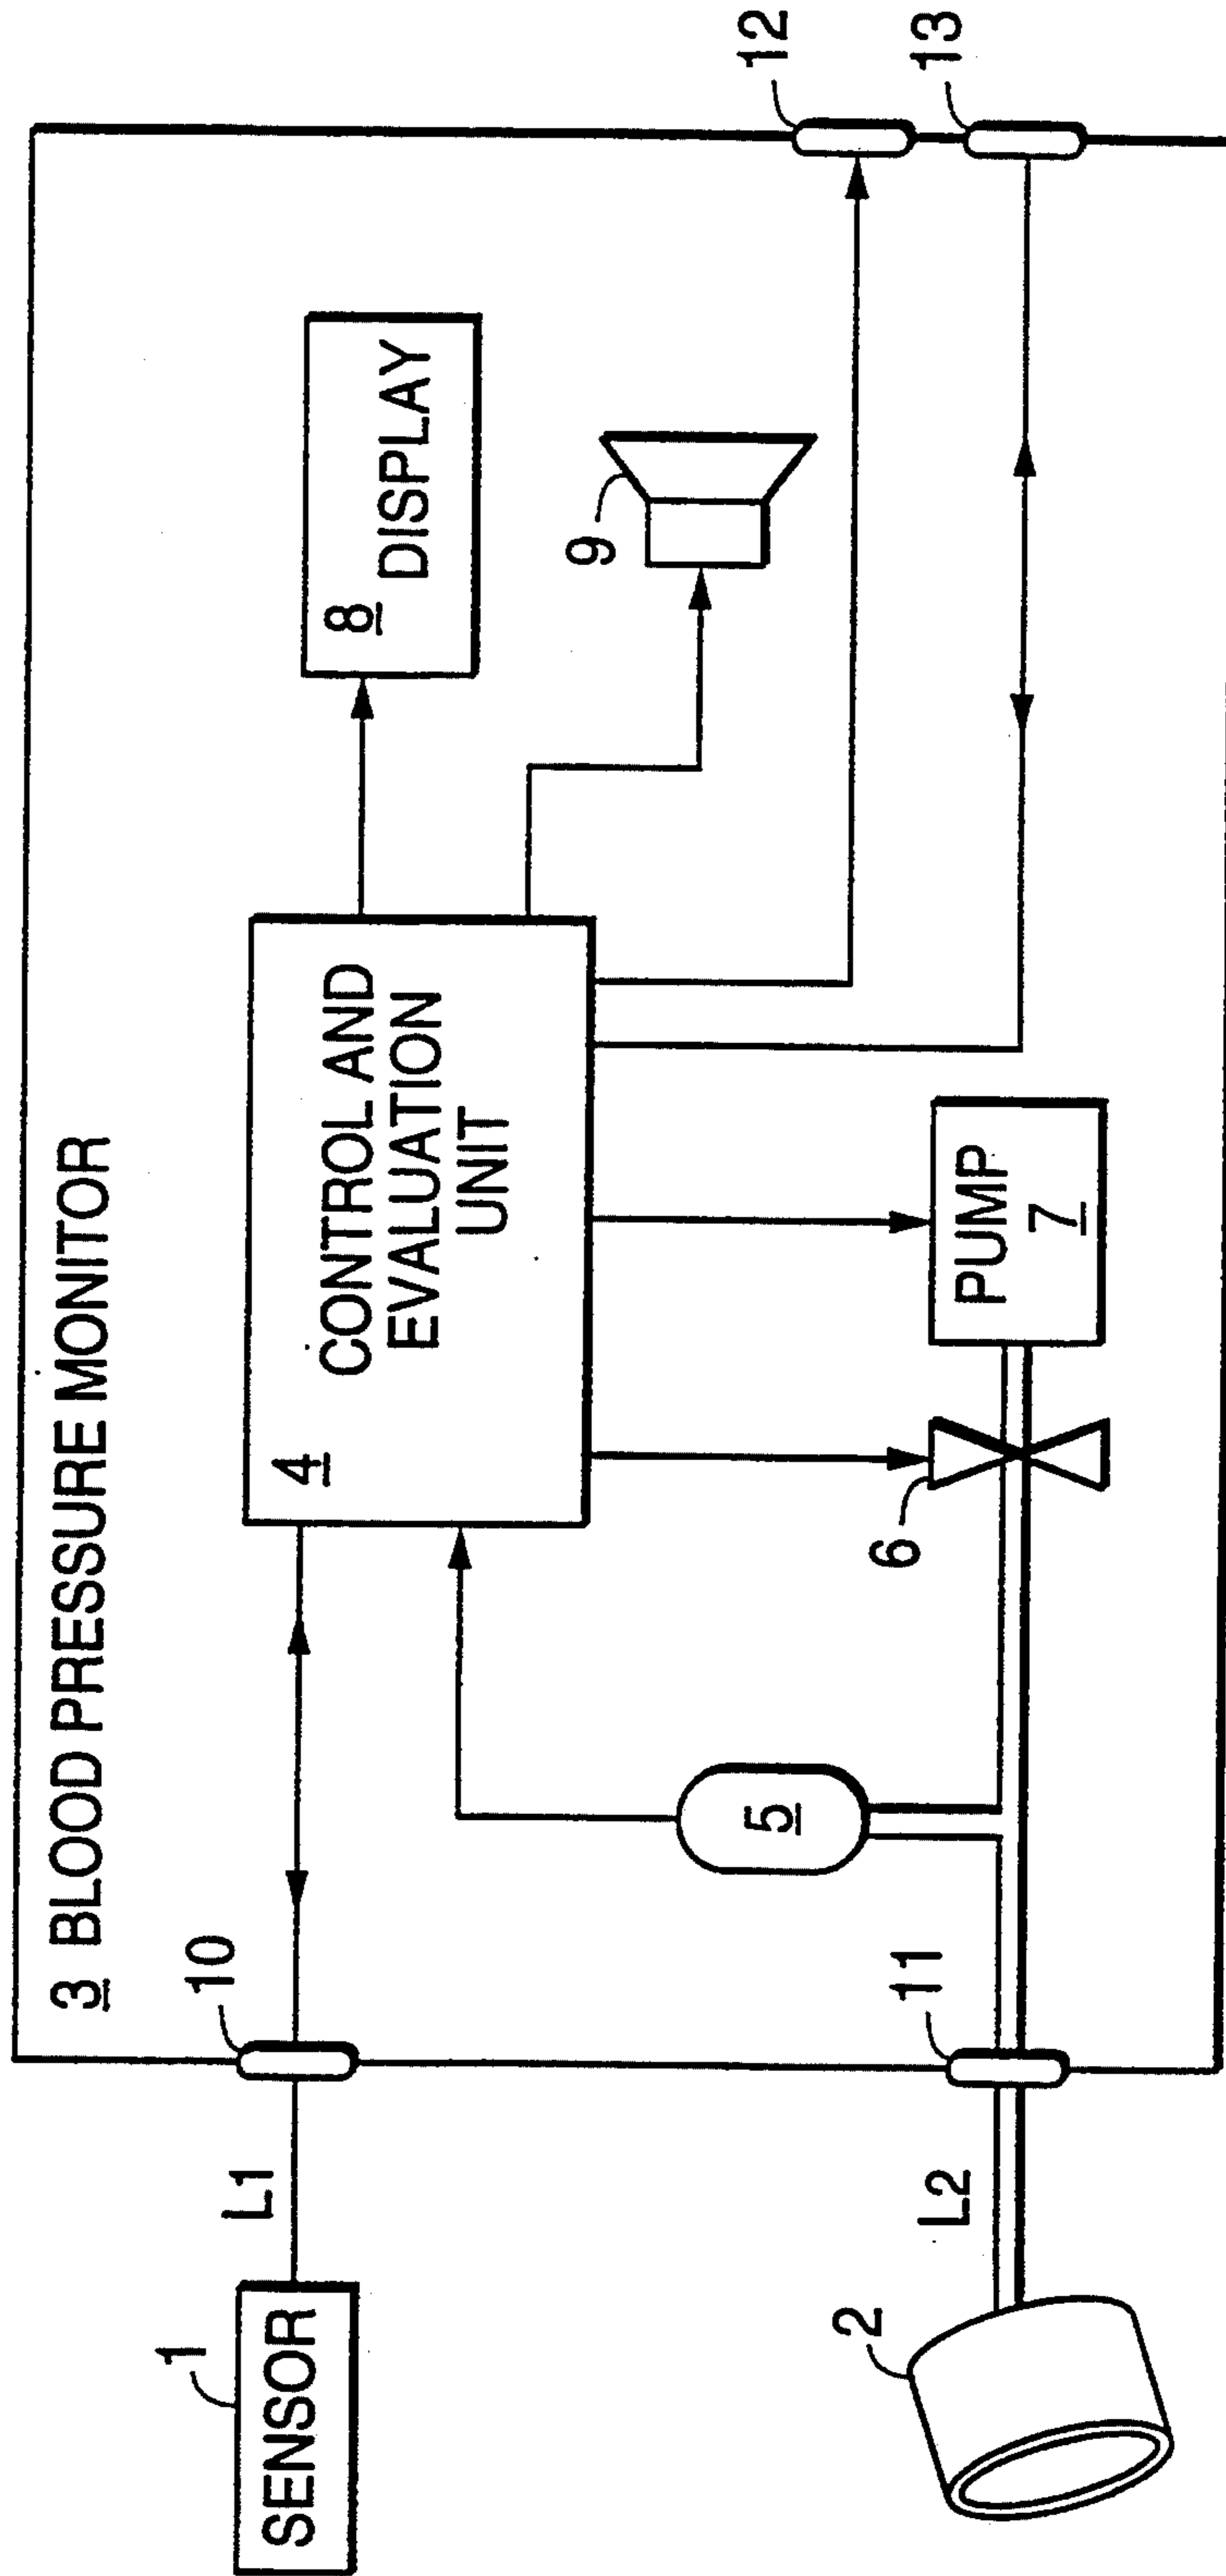 3 BLOOD PRESSURE MONITOR
1
SENSOR
L1
10
4
CONTROL AND
EVALUATION
UNIT
8
DISPLAY
9
12
13
5
6
PUMP
7
11
L2
2